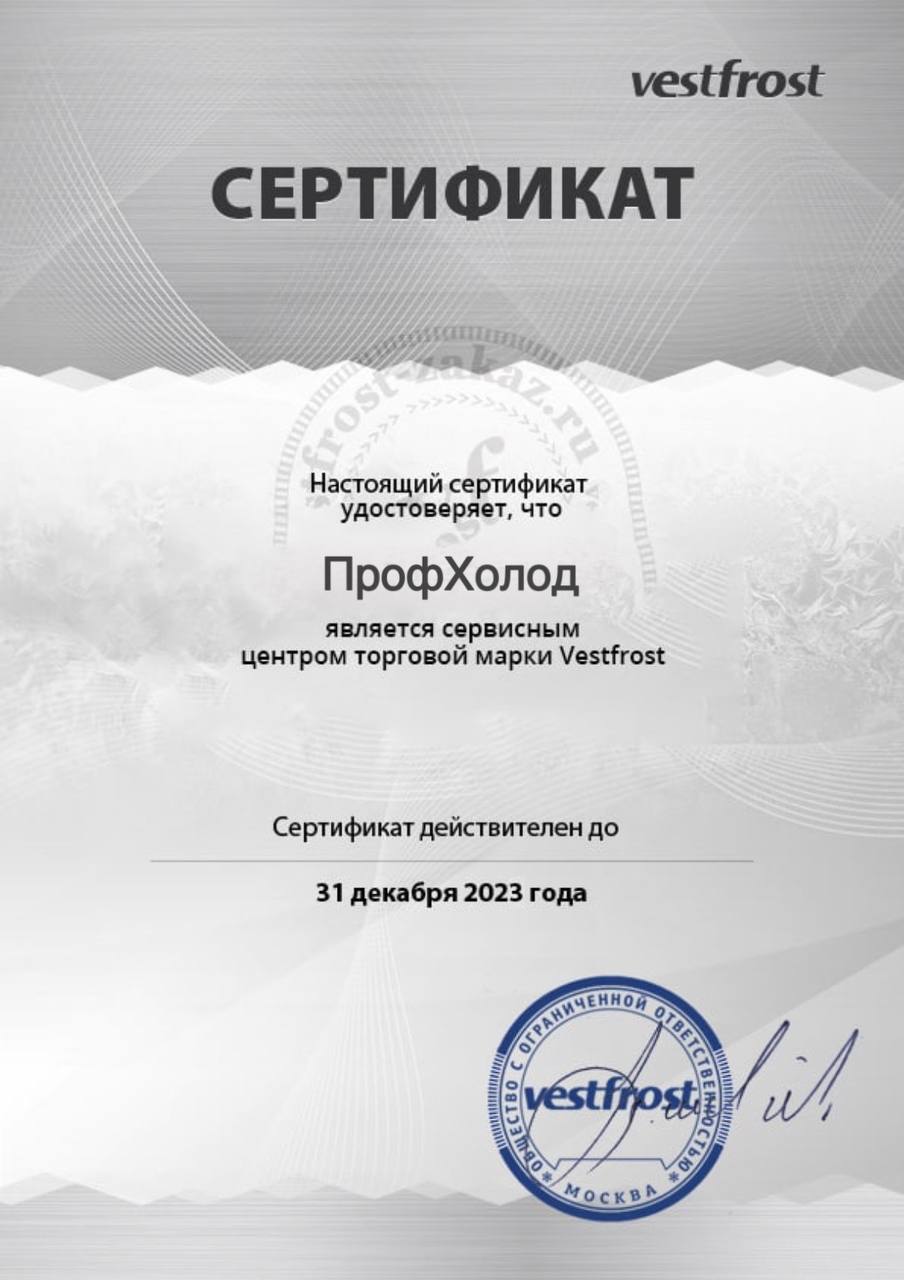 vestfrost
СЕРТИФИКАТ
frost-zakaz.ru
Настоящий сертификат
удостоверяет, что
ПрофХолод
является сервисным
центром торговой марки Vestfrost
Сертификат действителен до
31 декабря 2023 года
ОБЩЕСТВО С ОГРАНИЧЕННОЙ ОТВЕТСТВЕННОСТЬЮ
vestfrost
* МОСКВА *